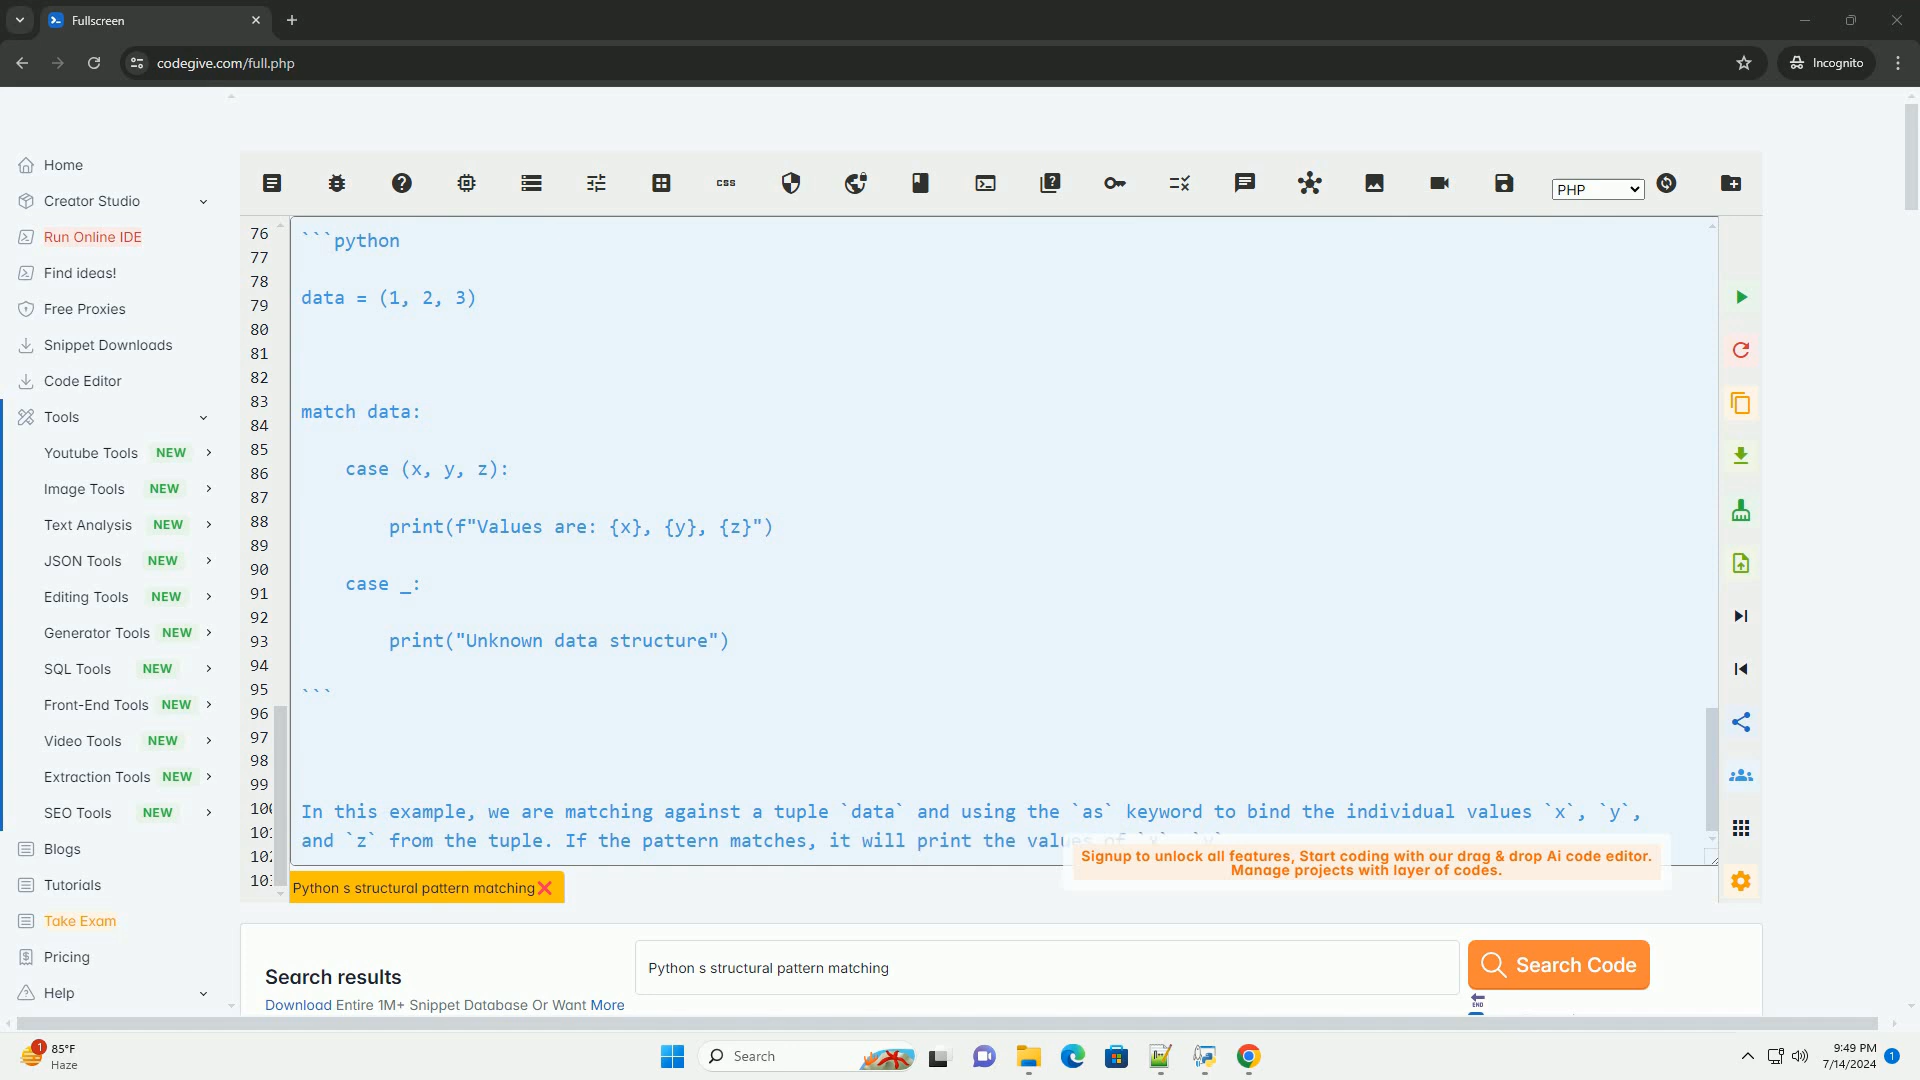 Fullscreen
codegive.com/full.php
Incognito
Home
Creator Studio
Run Online IDE
Find ideas!
Free Proxies
Snippet Downloads
Code Editor
Tools
Youtube Tools NEW
Image Tools NEW
Text Analysis NEW
JSON Tools NEW
Editing Tools NEW
Generator Tools NEW
SQL Tools NEW
Front-End Tools NEW
Video Tools NEW
Extraction Tools NEW
SEO Tools NEW
Blogs
Tutorials
Take Exam
Pricing
Help
css
PHP
76
77
78
79
80
81
82
83
84
85
86
87
88
89
90
91
92
93
94
95
96
97
98
99
```python
data = (1, 2, 3)
match data:
case (x, y, z):
print(f"Values are: {x}, {y}, {z}")
case _:
print("Unknown data structure")
```
In this example, we are matching against a tuple `data` and using the `as` keyword to bind the individual values `x`, `y`,
and `z` from the tuple. If the pattern matches, it will print the values of `x`, `y`
Signup to unlock all features, Start coding with our drag & drop Ai code editor.
Manage projects with layer of codes.
Python s structural pattern matching
Search results
Download Entire 1M+ Snippet Database Or Want More
Python s structural pattern matching
Search Code
END
1
85°F
Haze
Search
9:49 PM
7/14/2024
1